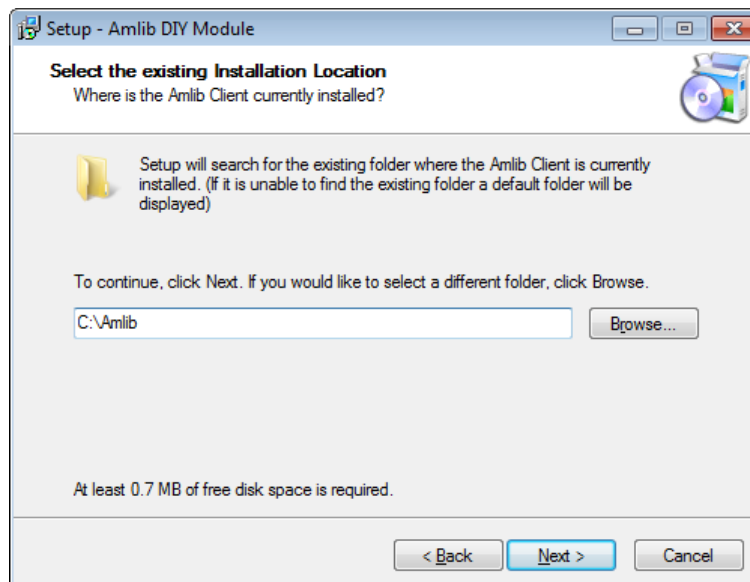 Setup - Amlib DIY Module
Select the existing Installation Location
Where is the Amlib Client currently installed?
Setup will search for the existing folder where the Amlib Client is currently
installed. (If it is unable to find the existing folder a default folder will be
displayed)
To continue, click Next. If you would like to select a different folder, click Browse.
C:\Amlib
Browse...
At least 0.7 MB of free disk space is required.
< Back
Next >
Cancel